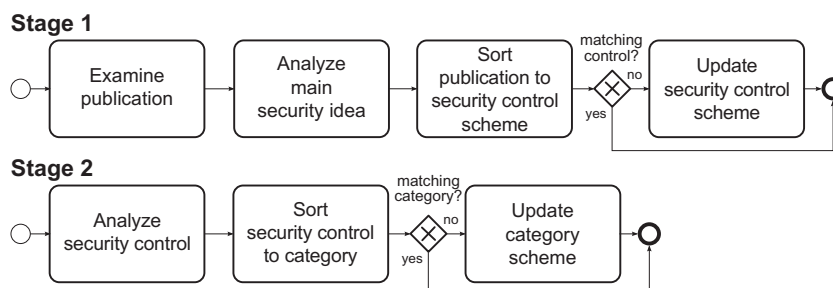 Stage 1
Examine
publication
Analyze
main
security idea
Sort
publication to
security control
scheme
matching
control?
no
yes
Update
security control
scheme
Stage 2
Analyze
security control
Sort
security control
to category
matching
category?
no
yes
Update
category
scheme